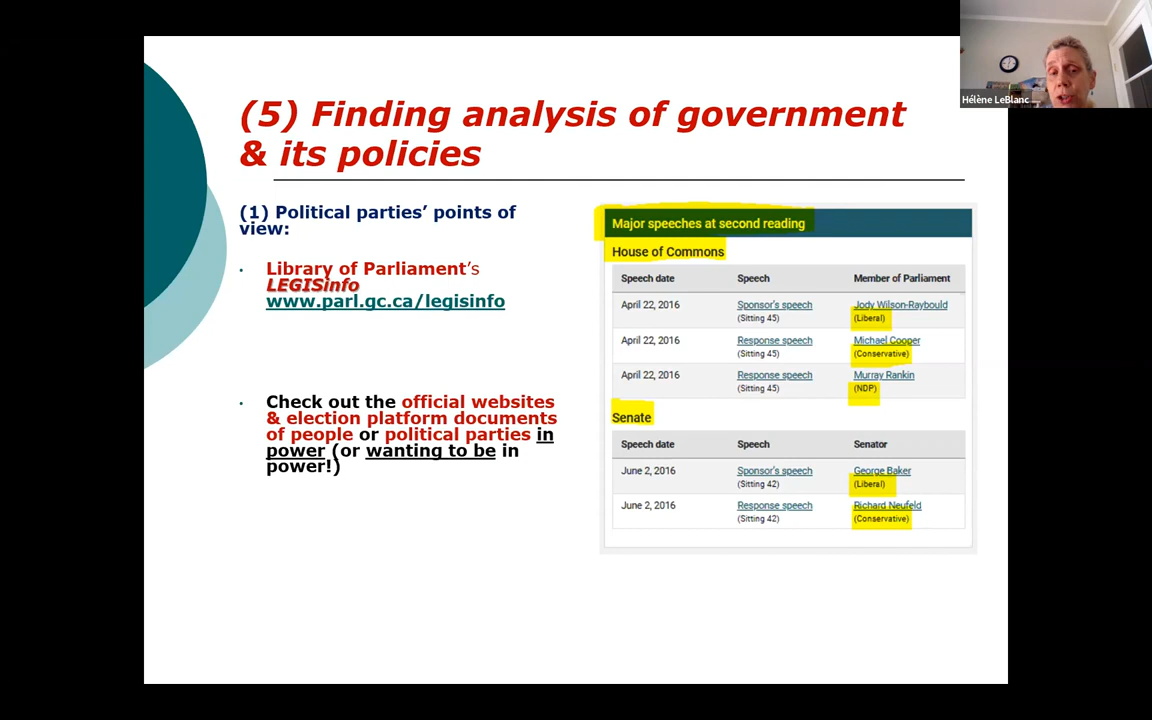 Hélène LeBlanc
(5) Finding analysis of government
& its policies
(1) Political parties’ points of
view:
• Library of Parliament’s
LEGISinfo
www.parl.gc.ca/legisinfo
• Check out the official websites
& election platform documents
of people or political parties in
power (or wanting to be in
power!)
Major speeches at second reading
House of Commons
Speech date Speech Member of Parliament
April 22, 2016 Sponsor's speech Jody Wilson-Raybould
(Sitting 45) (Liberal)
April 22, 2016 Response speech Michael Cooper
(Sitting 45) (Conservative)
April 22, 2016 Response speech Murray Rankin
(Sitting 45) (NDP)
Senate
Speech date Speech Senator
June 2, 2016 Sponsor's speech George Baker
(Sitting 42) (Liberal)
June 2, 2016 Response speech Richard Neufeld
(Sitting 42) (Conservative)